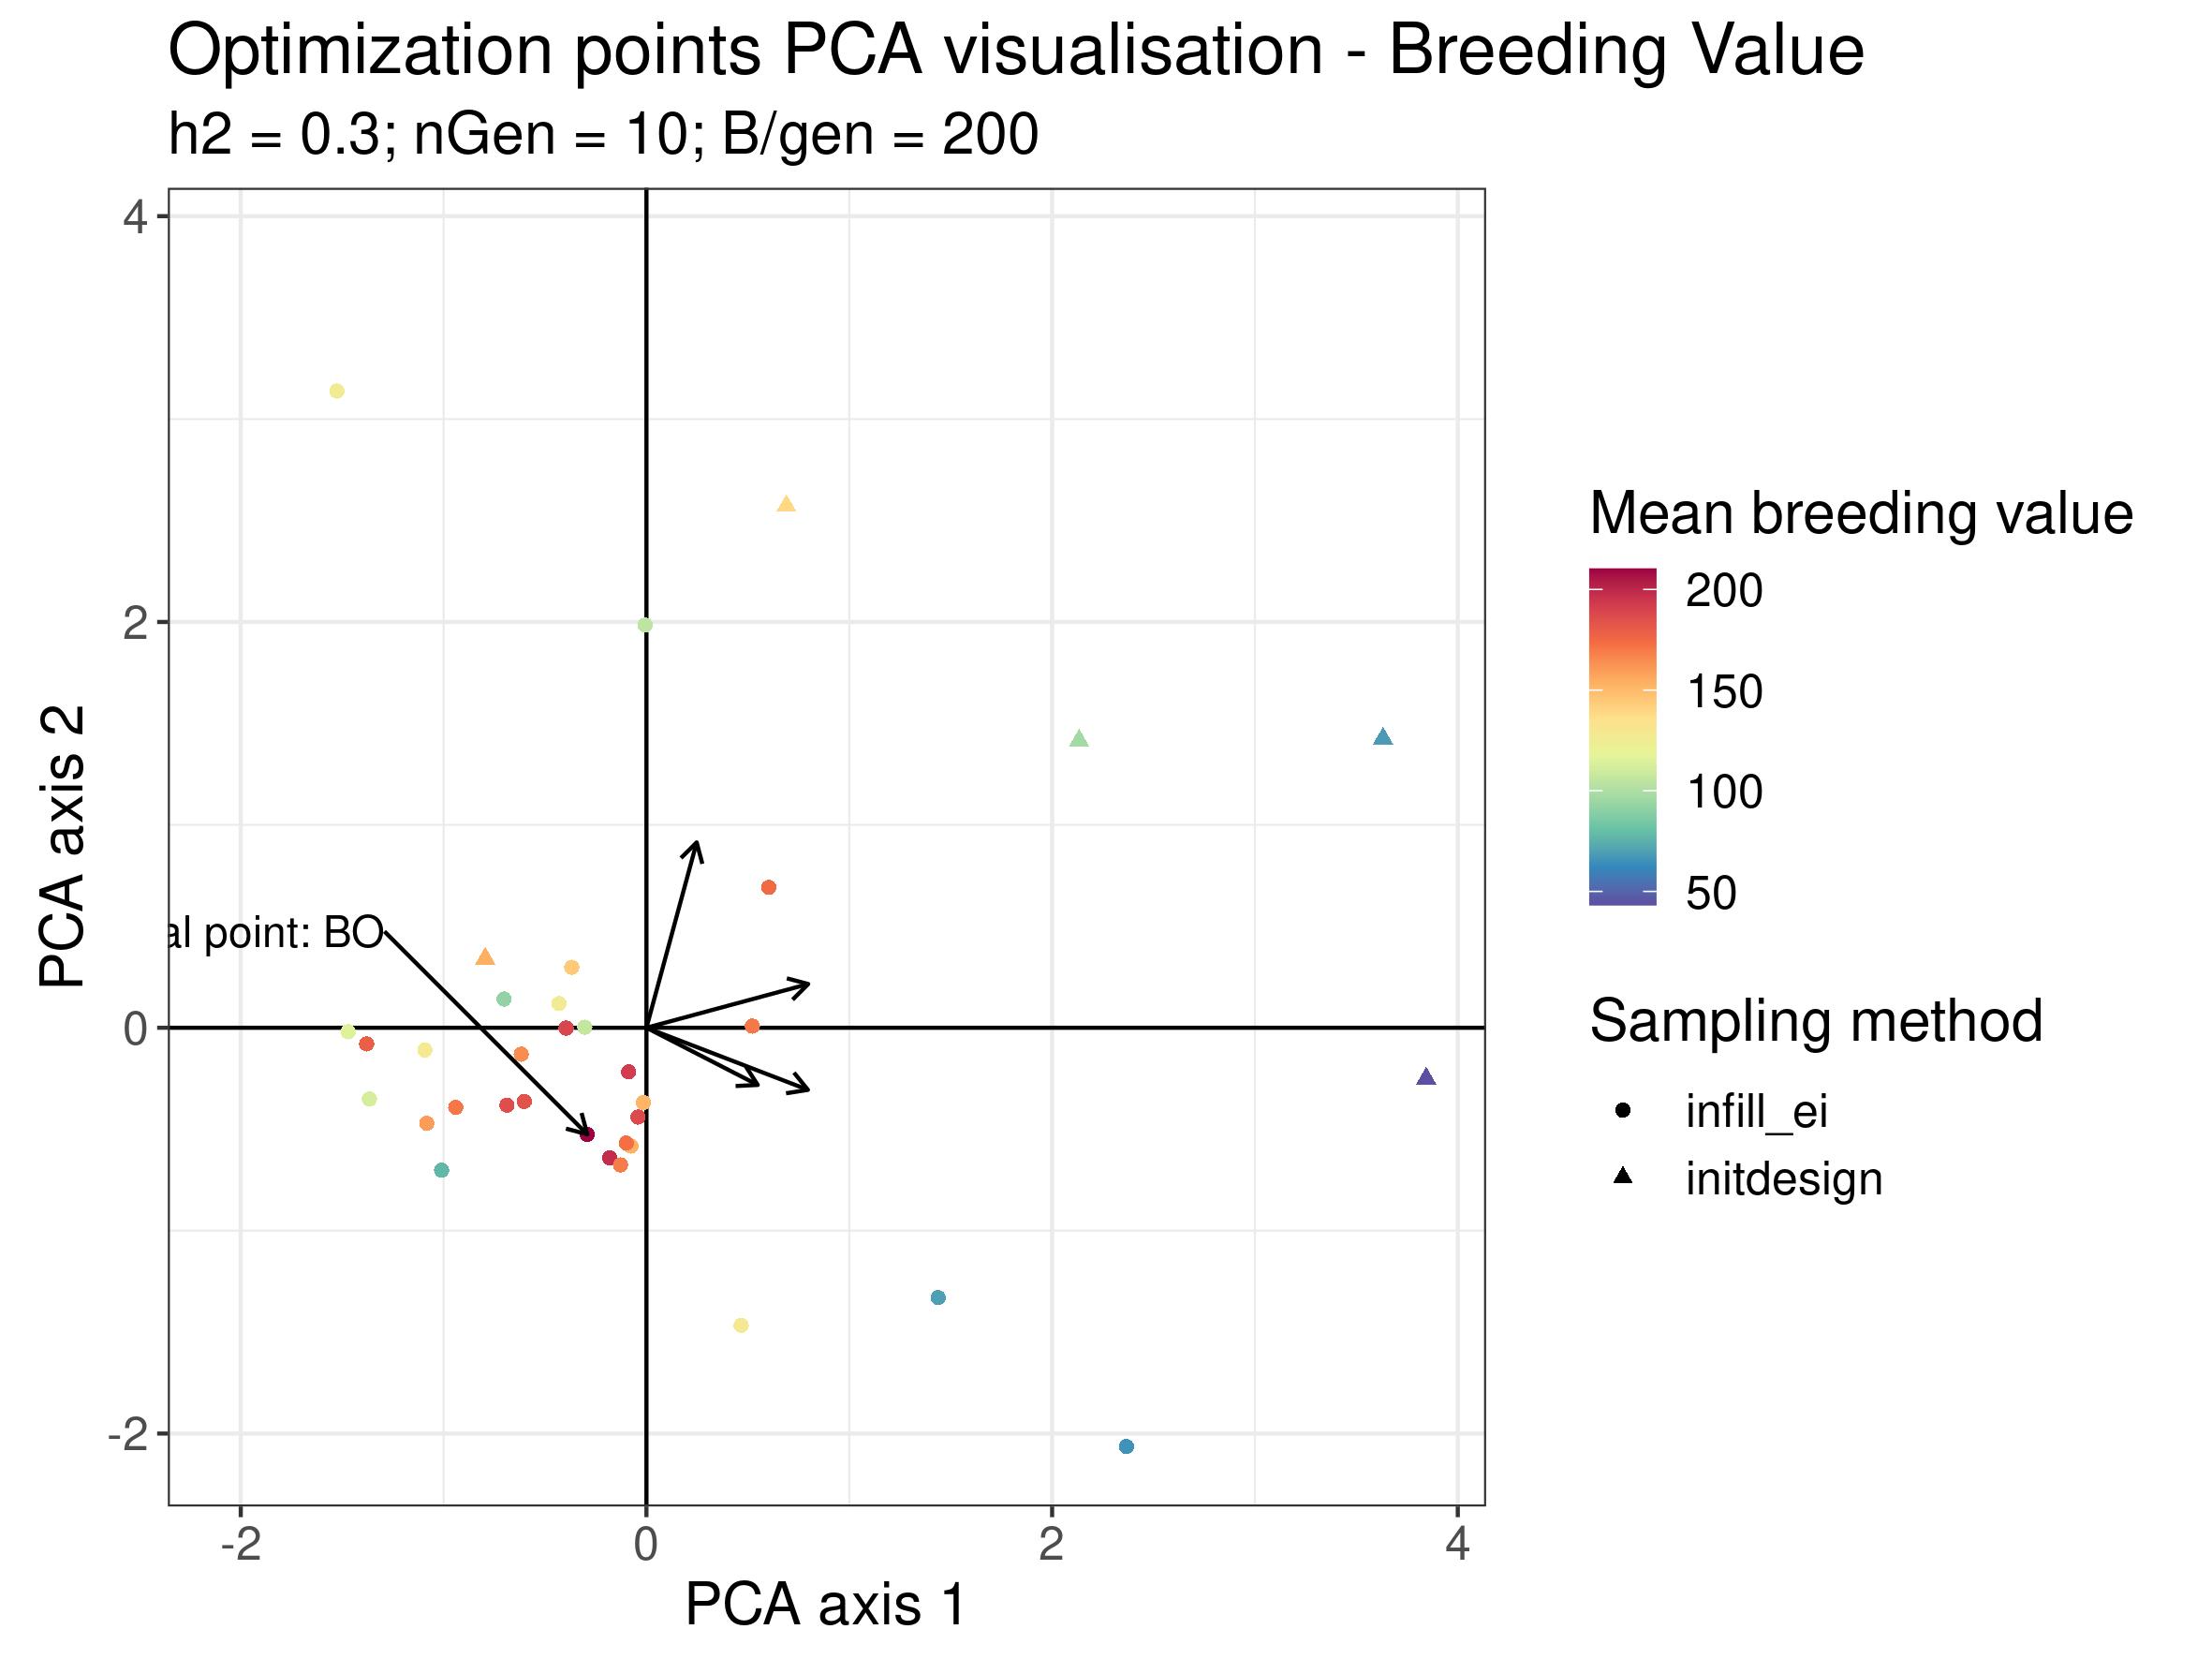 Optimization points PCA visualisation - Breeding Value
h2 = 0.3; nGen = 10; B/gen = 200
4
2
0
-2
PCA axis 2
al point: BO
-2
0
2
4
PCA axis 1
Mean breeding value
200
150
100
50
Sampling method
infill_ei
initdesign